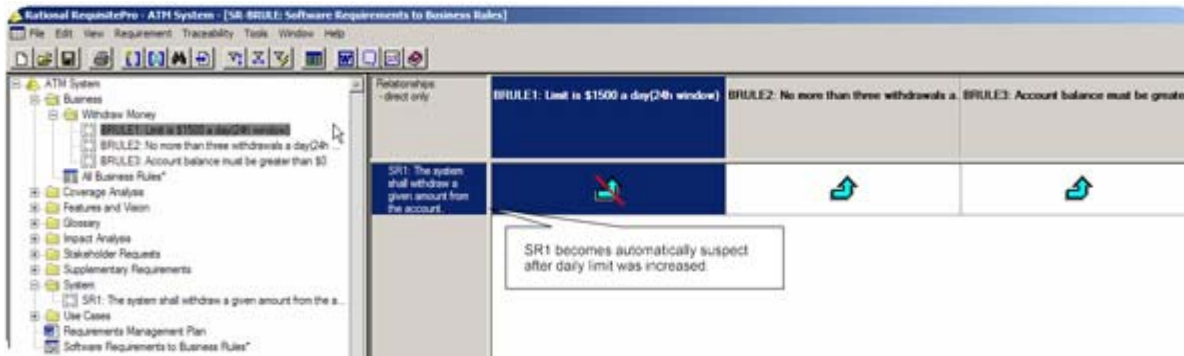 Rational RequisitePro - ATM System - [SR-BRULE: Software Requirements to Business Rules]
File Edit View Requirement Traceability Tools Window Help
ATM System
Business
Withdraw Money
BRULE1: Limit is $1500 a day(24h window)
BRULE2: No more than three withdrawals a day(24h ...
BRULE3: Account balance must be greater than $0
All Business Rules*
Coverage Analysis
Features and Vision
Glossary
Impact Analysis
Stakeholder Requests
Supplementary Requirements
System
SR1: The system shall withdraw a given amount from the a...
Use Cases
Requirements Management Plan
Software Requirements to Business Rules*
Relationships
- direct only
BRULE1: Limit is $1500 a day(24h window)
BRULE2: No more than three withdrawals a.
BRULE3: Account balance must be greate
SR1: The system
shall withdraw a
given amount from
the account.
SR1 becomes automatically suspect
after daily limit was increased